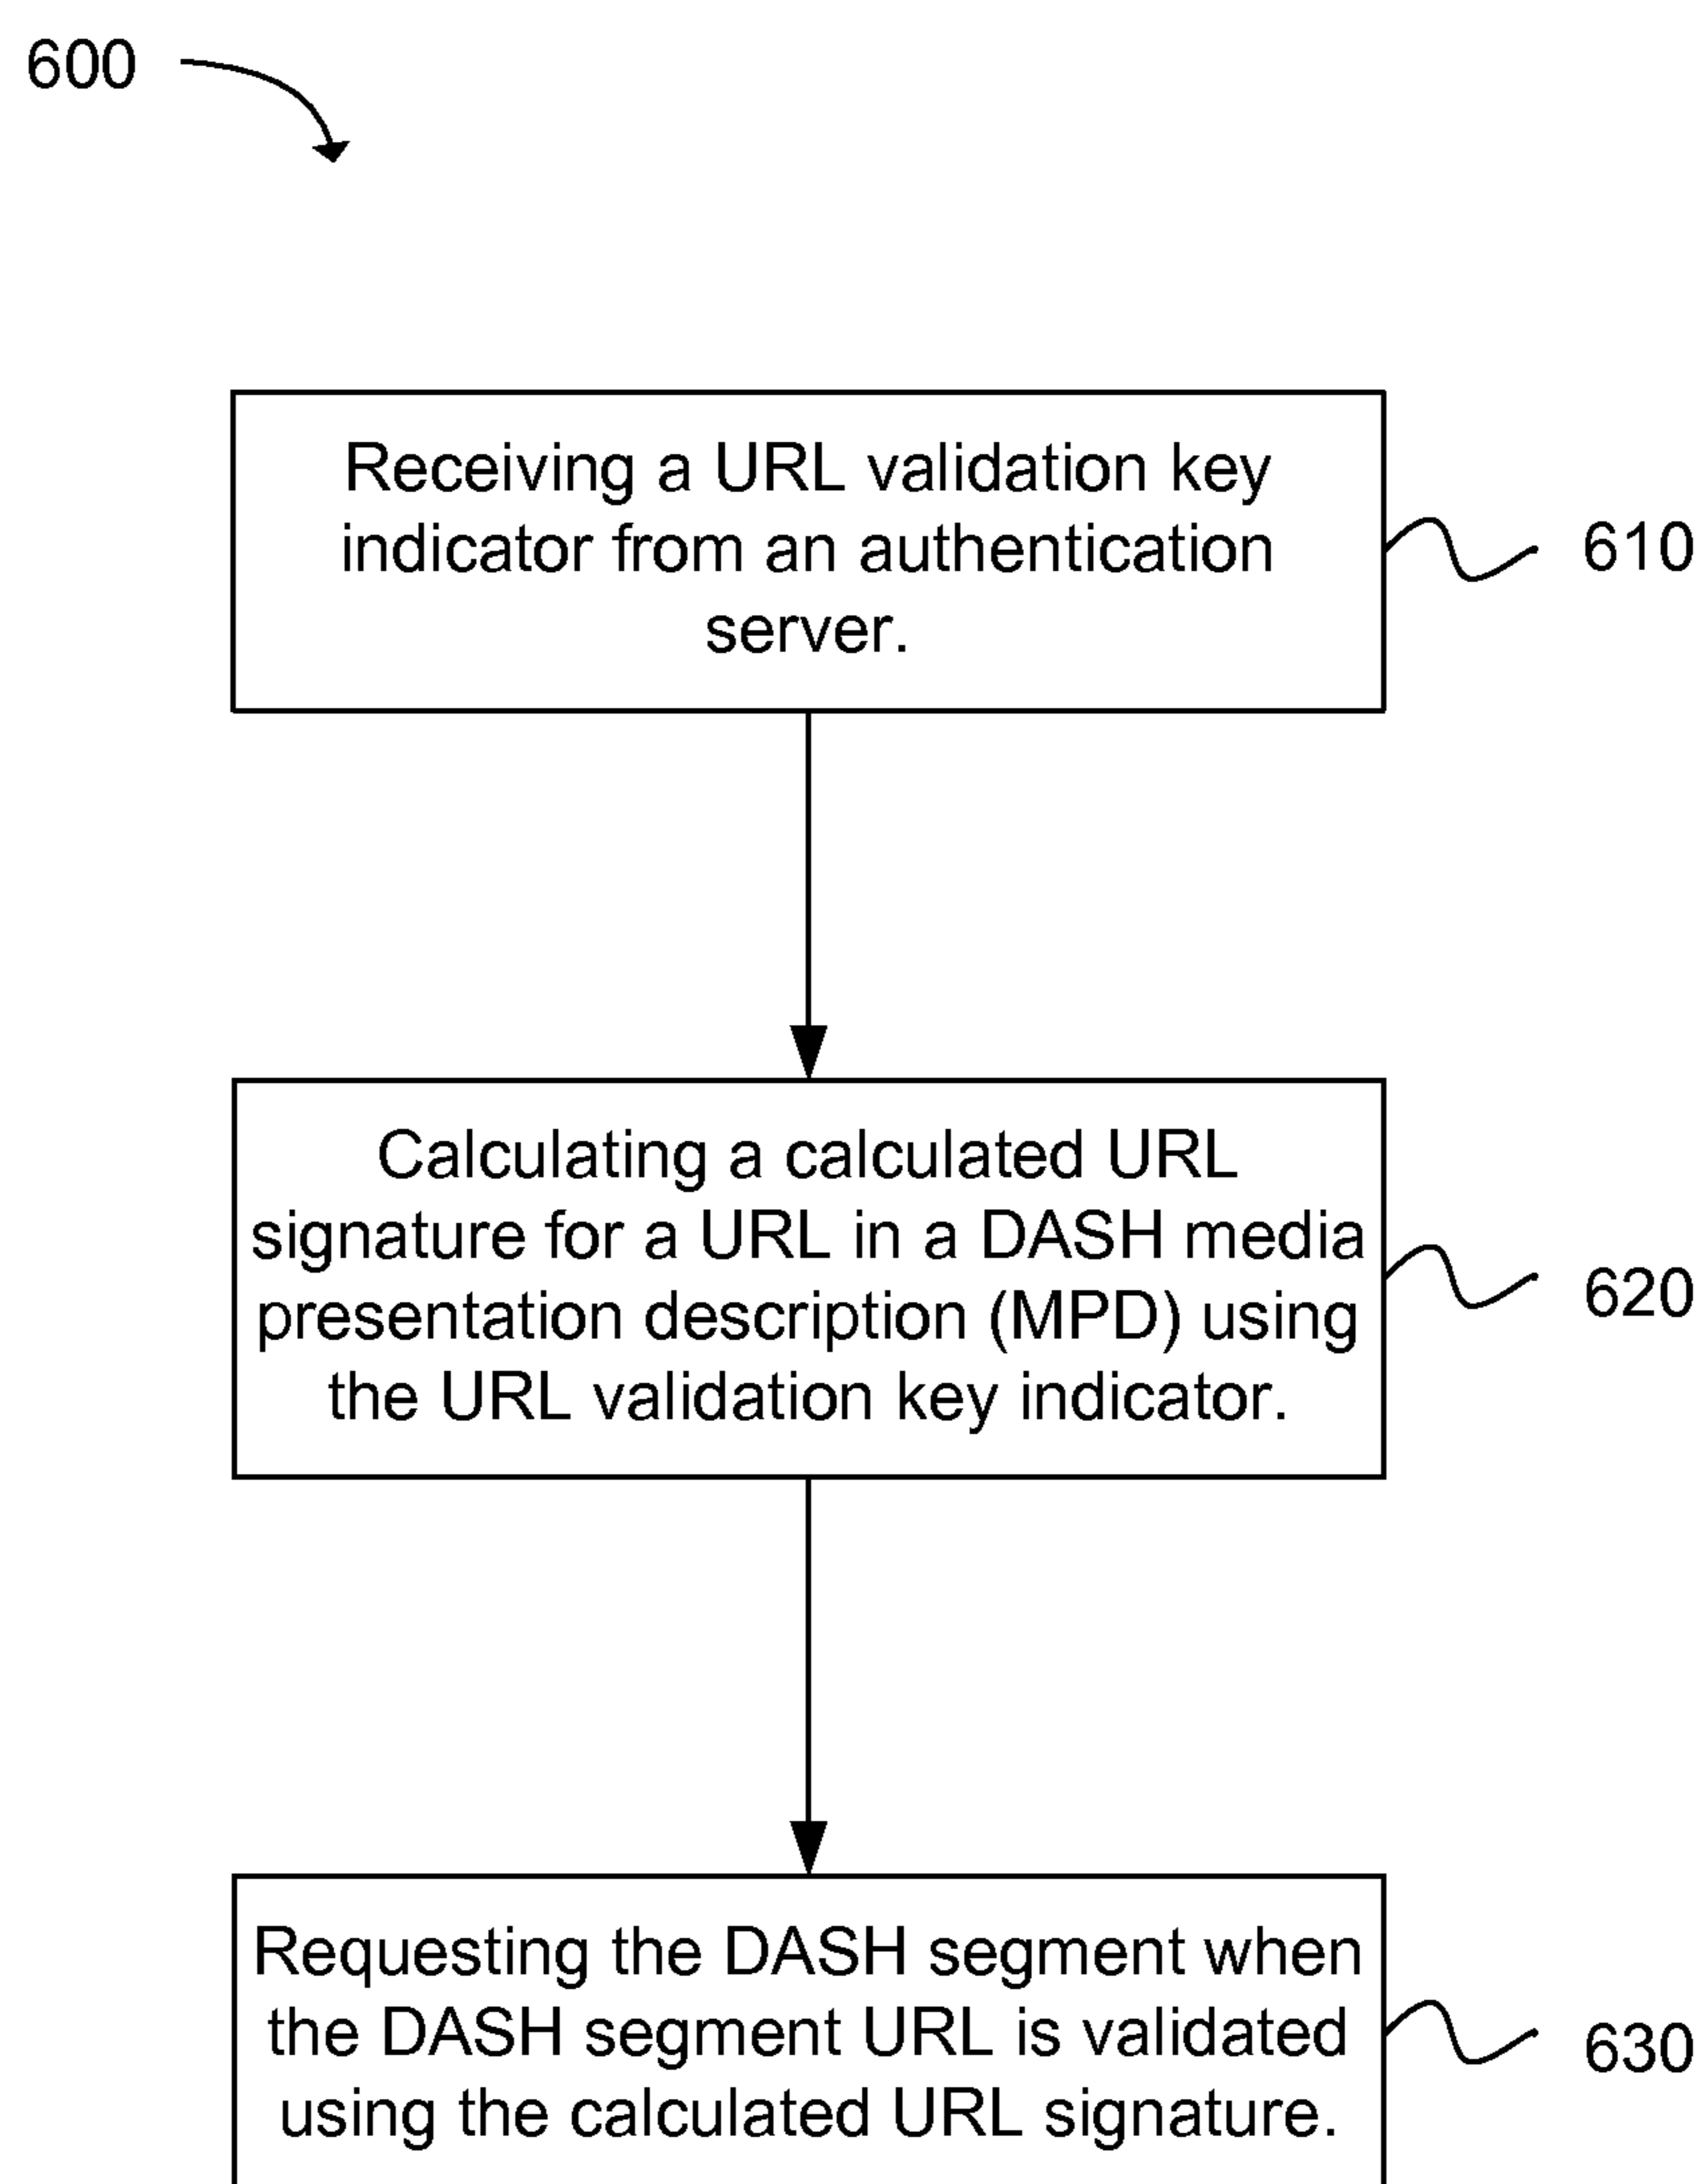 600
Receiving a URL validation key
indicator from an authentication
server.
610
Calculating a calculated URL
signature for a URL in a DASH media
presentation description (MPD) using
the URL validation key indicator.
620
Requesting the DASH segment when
the DASH segment URL is validated
using the calculated URL signature.
630